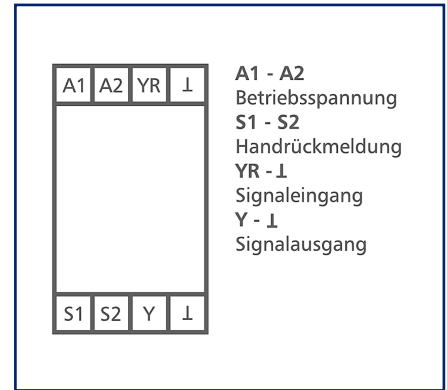 A1 A2 YR ⊥
S1 S2 Y ⊥
A1 - A2
Betriebsspannung
S1 - S2
Handrückmeldung
YR - ⊥
Signaleingang
Y - ⊥
Signalausgang